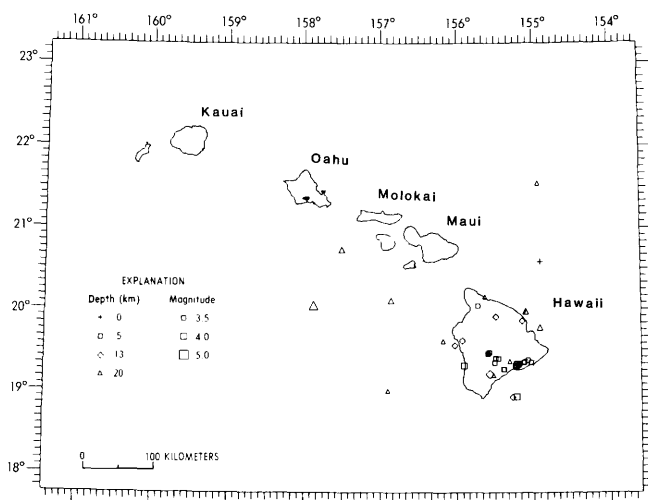 161° 160° 159° 158° 157° 156° 155° 154°
23°
Kauai
22°
Oahu
Molokai
21°
Maui
EXPLANATION
Hawaii
20°
Depth (km) Magnitude
0 3.5
5 4.0
13 5.0
20
19°
0 100 KILOMETERS
18°